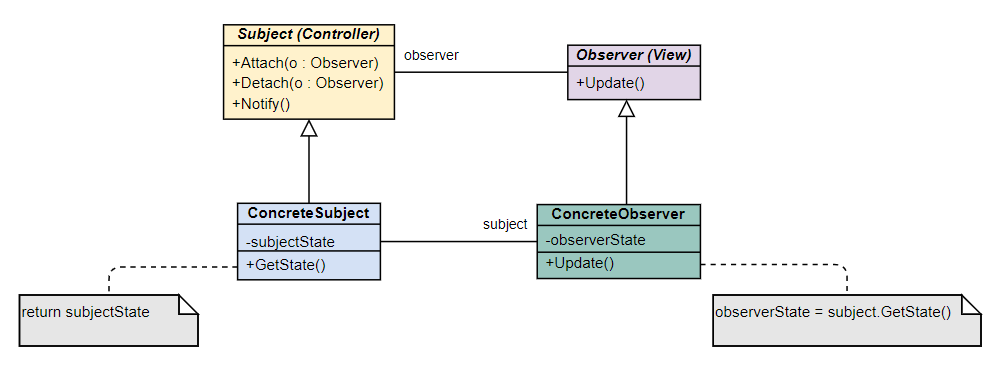 Subject (Controller)
+Attach(o : Observer)
+Detach(o : Observer)
+Notify()
observer
Observer (View)
+Update()
ConcreteSubject
-subjectState
+GetState()
subject
ConcreteObserver
-observerState
+Update()
return subjectState
observerState = subject.GetState()